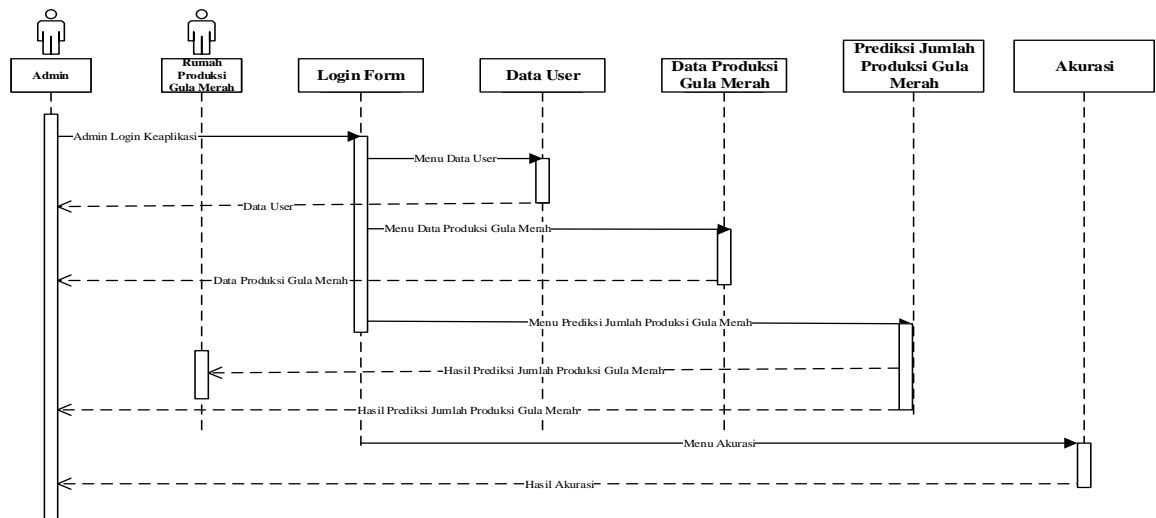 Admin
Rumah
Produksi
Gula Merah
Login Form
Data User
Data Produksi
Gula Merah
Prediksi Jumlah
Produksi Gula
Merah
Akurasi
Admin Login Keaplikasi
Menu Data User
Data User
Menu Data Produksi Gula Merah
Data Produksi Gula Merah
Menu Prediksi Jumlah Produksi Gula Merah
Hasil Prediksi Jumlah Produksi Gula Merah
Hasil Prediksi Jumlah Produksi Gula Merah
Menu Akurasi
Hasil Akurasi